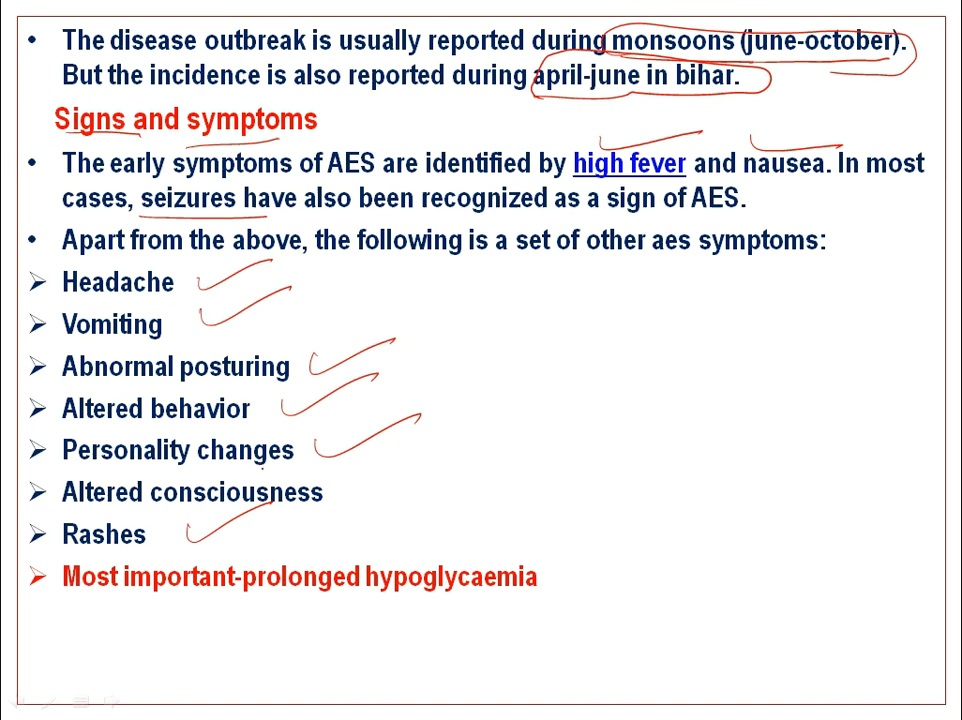 • The disease outbreak is usually reported during monsoons (june-october).
But the incidence is also reported during april-june in bihar.
Signs and symptoms
• The early symptoms of AES are identified by high fever and nausea. In most
cases, seizures have also been recognized as a sign of AES.
• Apart from the above, the following is a set of other aes symptoms:
➢ Headache
➢ Vomiting
➢ Abnormal posturing
➢ Altered behavior
➢ Personality changes
➢ Altered consciousness
➢ Rashes
➢ Most important-prolonged hypoglycaemia